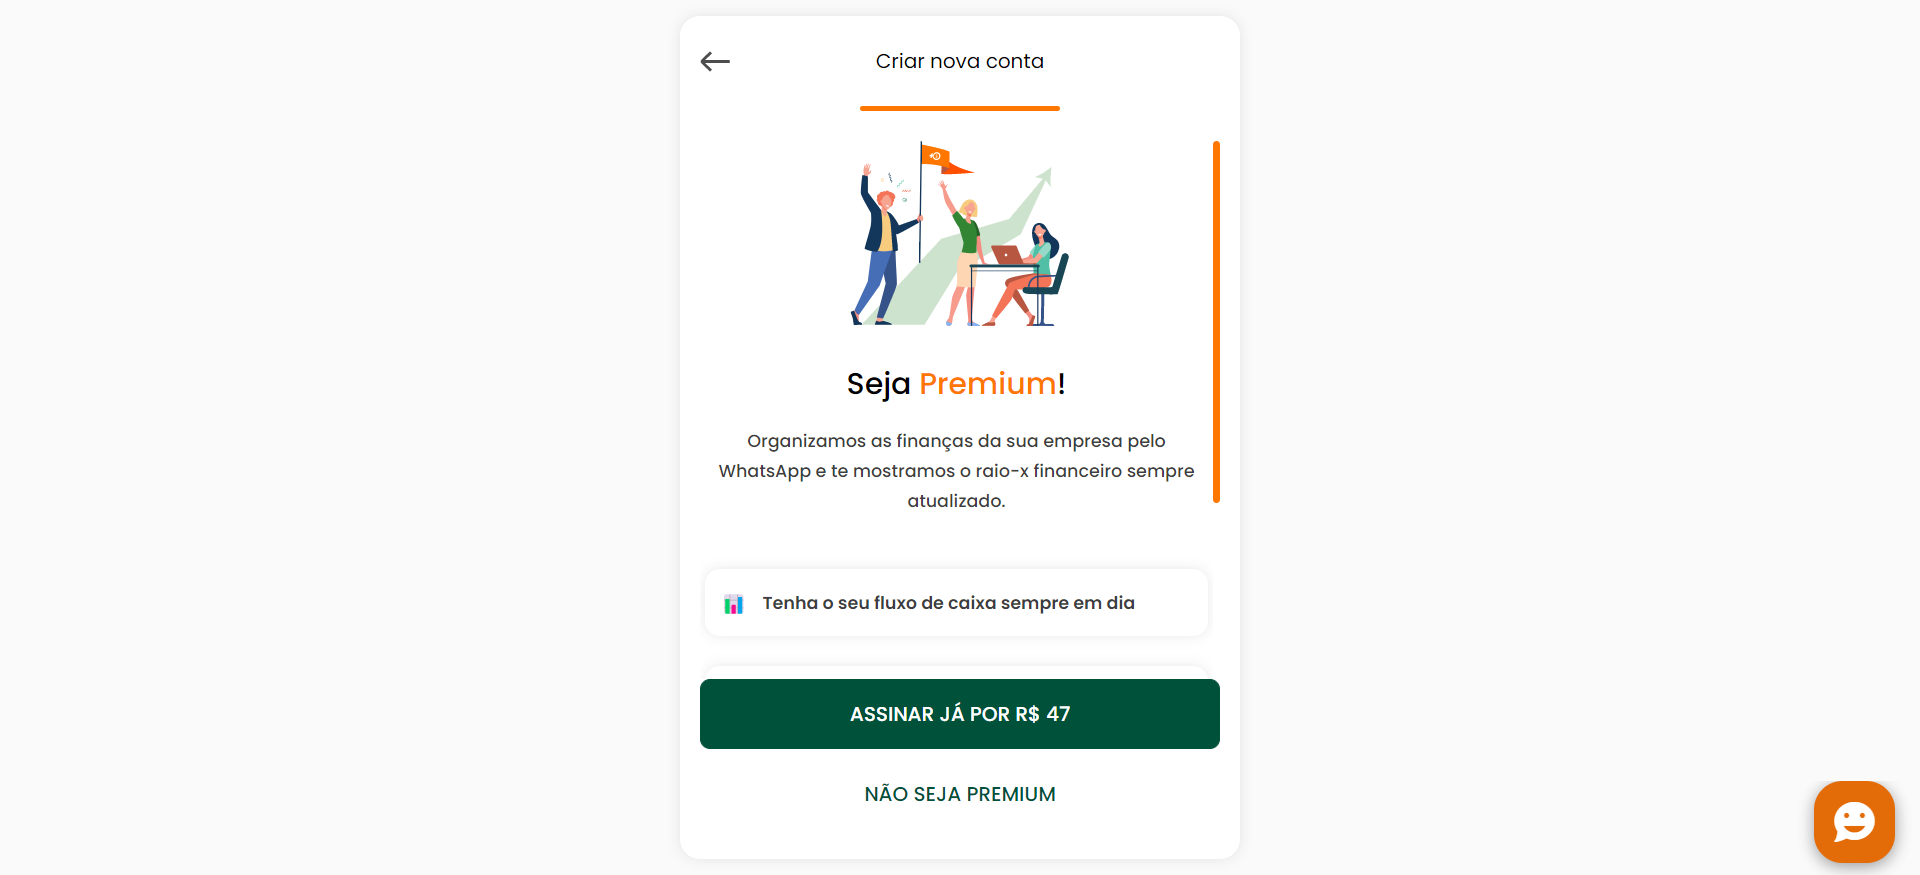 Criar nova conta
Seja Premium!
Organizamos as finanças da sua empresa pelo
WhatsApp e te mostramos o raio-x financeiro sempre
atualizado.
Tenha o seu fluxo de caixa sempre em dia
ASSINAR JÁ POR R$ 47
NÃO SEJA PREMIUM